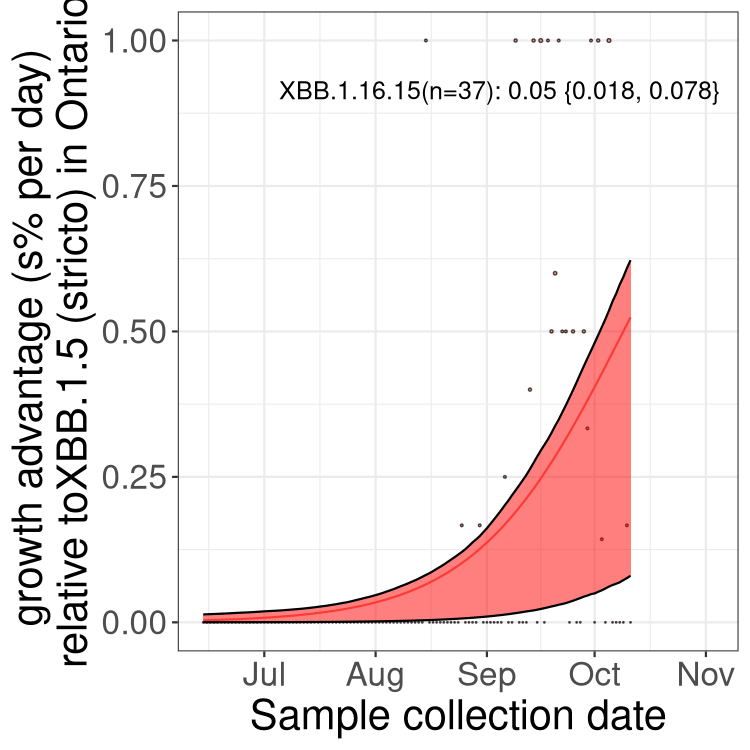 growth advantage (s% per day)
relative toXBB.1.5 (stricto) in Ontario
1.00
0.75
0.50
0.25
0.00
XBB.1.16.15(n=37): 0.05 {0.018, 0.078}
Jul
Aug
Sep
Oct
Nov
Sample collection date